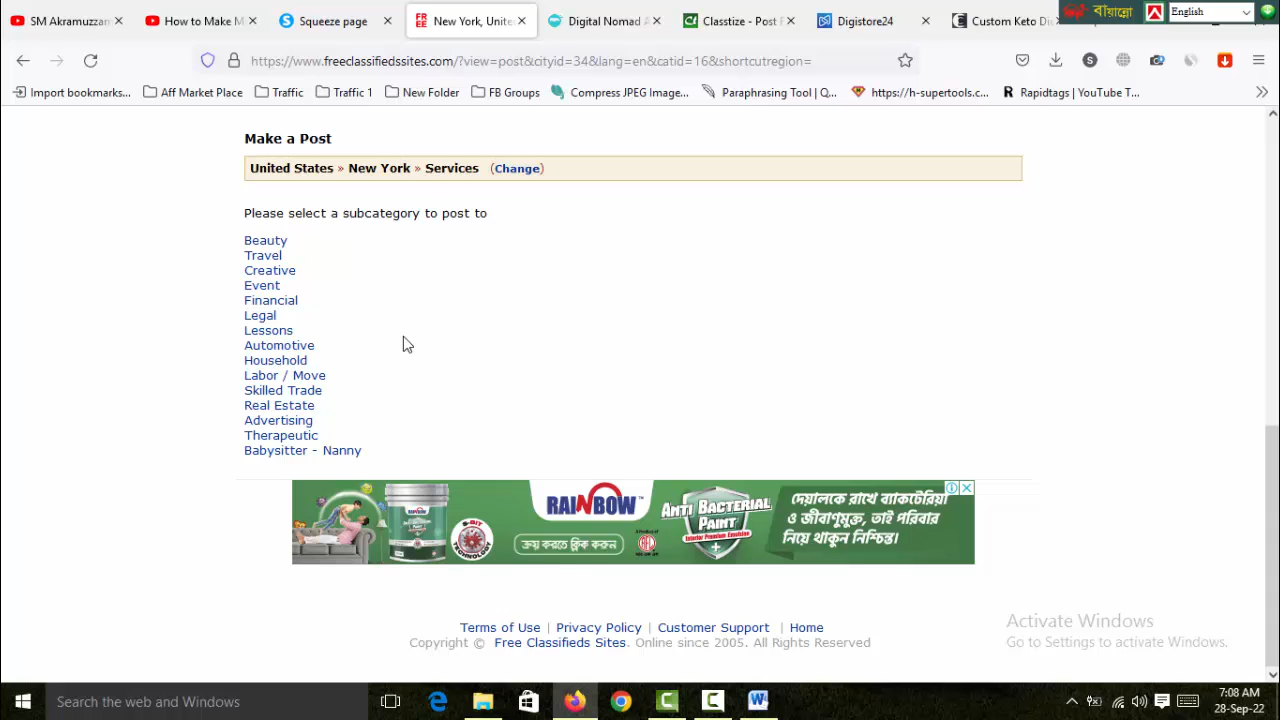 SM Akramuzzam
How to Make M
Squeeze page
New York, Unite
Digital Nomad A
Classtize - Post F
Digistore24
Custom Keto Di
বায়ান্নো
English
https://www.freeclassifiedssites.com/?view=post&cityid=34&lang=en&catid=16&shortcutregion=
Import bookmarks...
Aff Market Place
Traffic
Traffic 1
New Folder
FB Groups
Compress JPEG Image...
Paraphrasing Tool | Q...
https://h-supertools.c...
Rapidtags | YouTube T...
Make a Post
United States » New York » Services (Change)
Please select a subcategory to post to
Beauty
Travel
Creative
Event
Financial
Legal
Lessons
Automotive
Household
Labor / Move
Skilled Trade
Real Estate
Advertising
Therapeutic
Babysitter - Nanny
RAINBOW™
ক্রয় করতে ক্লিক করুন
ANTI BACTERIAL
PAINT
দেয়ালকে রাখে ব্যাকটেরিয়া
ও জীবাণুমুক্ত, তাই পরিবার
নিয়ে থাকুন নিশ্চিন্ত।
Terms of Use | Privacy Policy | Customer Support | Home
Copyright © Free Classifieds Sites. Online since 2005. All Rights Reserved
Activate Windows
Go to Settings to activate Windows.
Search the web and Windows
7:08 AM
28-Sep-22